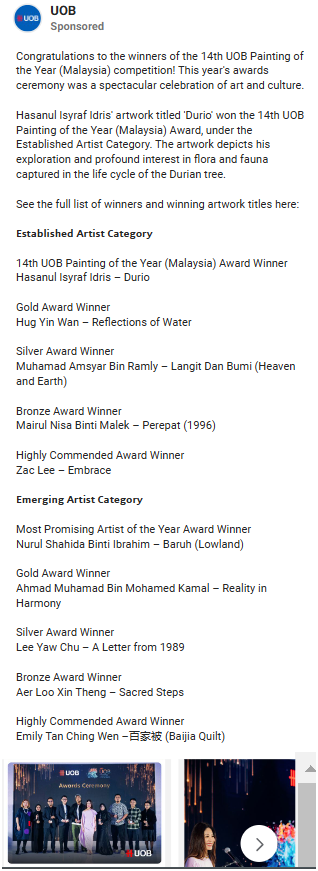 UOB
UOB
Sponsored
Congratulations to the winners of the 14th UOB Painting of
the Year (Malaysia) competition! This year's awards
ceremony was a spectacular celebration of art and culture.
Hasanul Isyraf Idris' artwork titled 'Durio' won the 14th UOB
Painting of the Year (Malaysia) Award, under the
Established Artist Category. The artwork depicts his
exploration and profound interest in flora and fauna
captured in the life cycle of the Durian tree.
See the full list of winners and winning artwork titles here:
Established Artist Category
14th UOB Painting of the Year (Malaysia) Award Winner
Hasanul Isyraf Idris – Durio
Gold Award Winner
Hug Yin Wan – Reflections of Water
Silver Award Winner
Muhamad Amsyar Bin Ramly – Langit Dan Bumi (Heaven
and Earth)
Bronze Award Winner
Mairul Nisa Binti Malek – Perepat (1996)
Highly Commended Award Winner
Zac Lee – Embrace
Emerging Artist Category
Most Promising Artist of the Year Award Winner
Nurul Shahida Binti Ibrahim – Baruh (Lowland)
Gold Award Winner
Ahmad Muhamad Bin Mohamed Kamal – Reality in
Harmony
Silver Award Winner
Lee Yaw Chu – A Letter from 1989
Bronze Award Winner
Aer Loo Xin Theng – Sacred Steps
Highly Commended Award Winner
Emily Tan Ching Wen –百家被 (Baijia Quilt)
UOB
Awards Ceremony
UOB